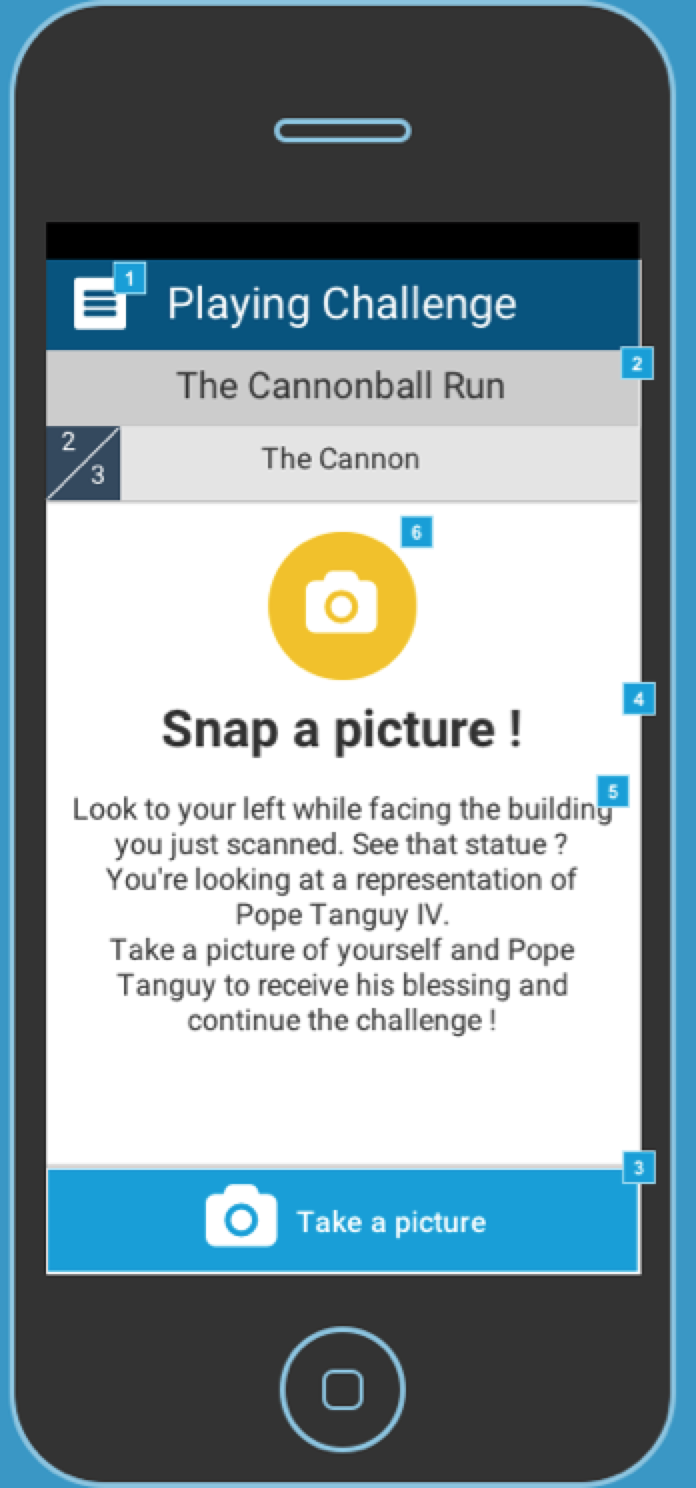 1
Playing Challenge
2
The Cannonball Run
2
3
The Cannon
6
4
Snap a picture !
5
Look to your left while facing the building
you just scanned. See that statue ?
You're looking at a representation of
Pope Tanguy IV.
Take a picture of yourself and Pope
Tanguy to receive his blessing and
continue the challenge !
3
Take a picture